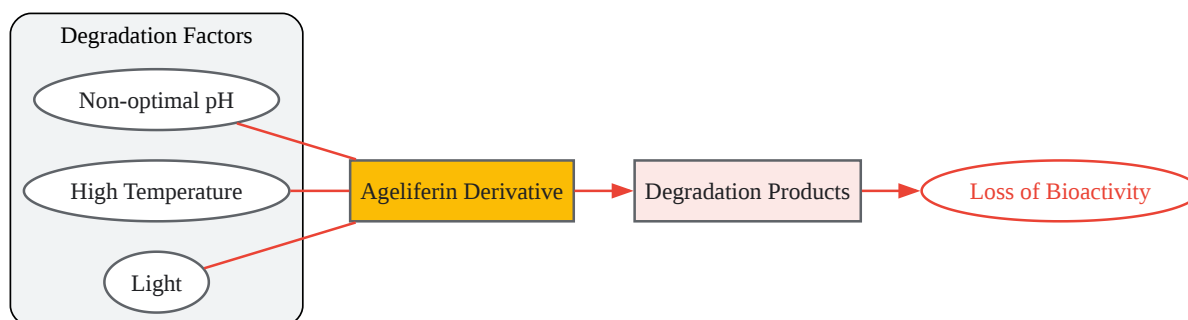 Degradation Factors
Non-optimal pH
High Temperature
Light
Ageliferin Derivative
Degradation Products
Loss of Bioactivity